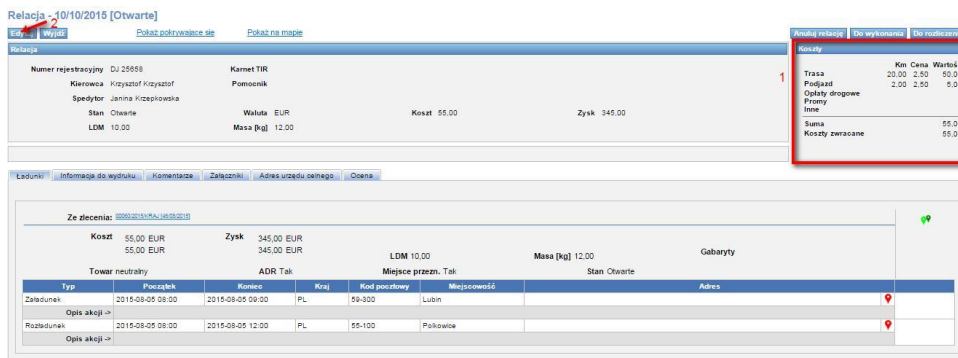 Relacja - 10/10/2015 [Otwarte]
2
Wyjdź Pokaż pokrywające się Pokaż na mapie Anuluj relację Do wykonania Do rozliczeni
Relacja Koszty
1
Numer rejestracyjny DJ 25658 Karnet TIR
Kierowca Krzysztof Krzysztof Pomocnik
Spedytor Janina Krzepkowska
Stan Otwarte Waluta EUR Koszt 55,00 Zysk 345,00
LDM 10,00 Masa [kg] 12,00
Km Cena Wartoś
Trasa 20,00 2,50 50,0
Podjazd 2,00 2,50 5,0
Opłaty drogowe
Promy
Inne
Suma 55,0
Koszty zwracane 55,0
Ładunki Informacja do wydruku Komentarze Załączniki Adres urzędu celnego Ocena
Ze zlecenia:
Koszt 55,00 EUR Zysk 345,00 EUR
55,00 EUR 345,00 EUR
LDM 10,00 Masa [kg] 12,00 Gabaryty
Towar neutralny ADR Tak Miejsce przezn. Tak Stan Otwarte
Typ Początek Koniec Kraj Kod pocztowy Miejscowość Adres
Załadunek 2015-08-05 08:00 2015-08-05 09:00 PL 59-300 Lubin
Opis akcji ->
Rozładunek 2015-08-05 08:00 2015-08-05 12:00 PL 55-100 Polkowice
Opis akcji ->